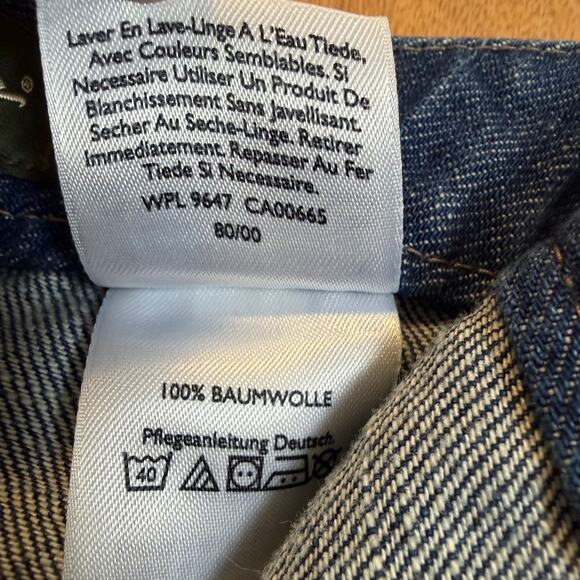 Laver En Lave-Linge A L'Eau Tiede,
Avec Couleurs Semblables. Si
Necessaire Utiliser Un Produit De
Blanchissement Sans Javellisant.
Secher Au Seche-Linge. Retirer
Immediatement. Repasser Au Fer
Tiede Si Necessaire.
WPL 9647 CA00665
80/00
100% BAUMWOLLE
Pflegeanleitung Deutsch.
40